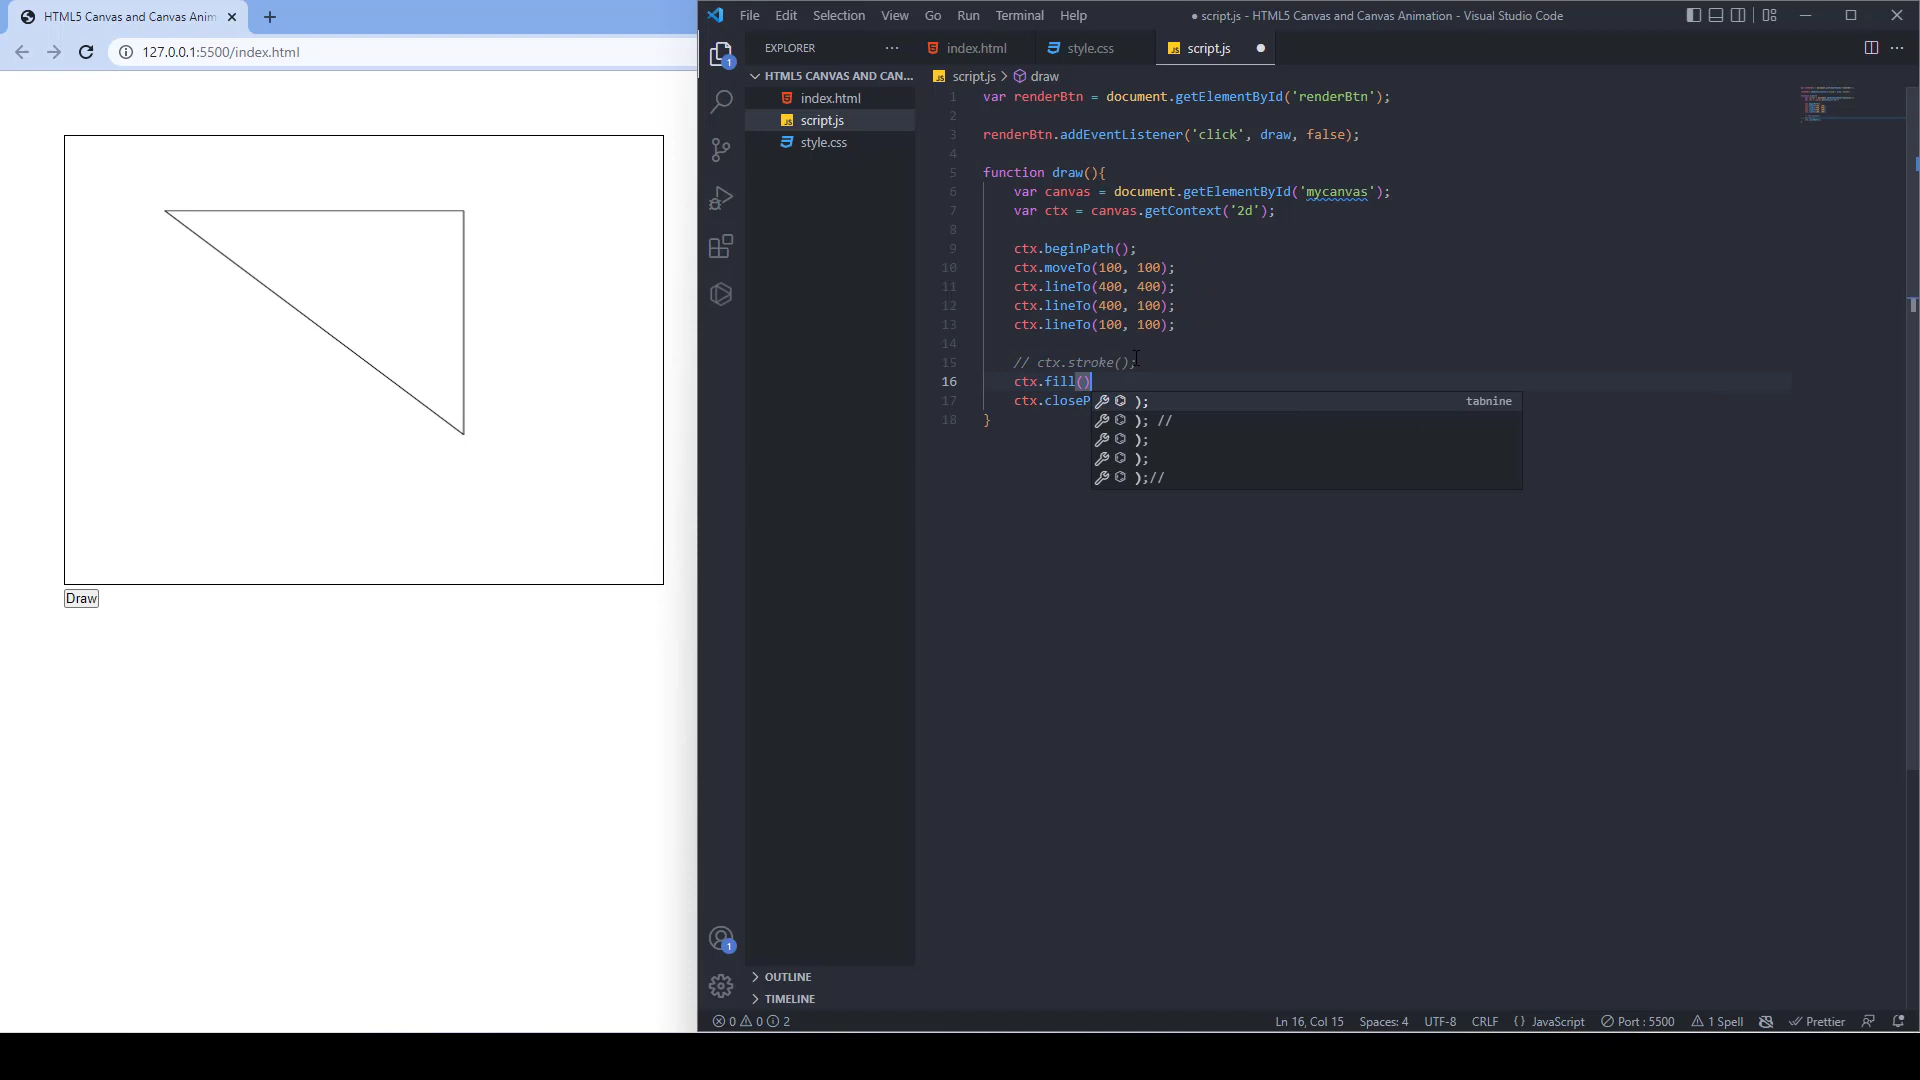 HTML5 Canvas and Canvas Anim
127.0.0.1:5500/index.html
Draw
File Edit Selection View Go Run Terminal Help
● script.js - HTML5 Canvas and Canvas Animation - Visual Studio Code
EXPLORER
HTML5 CANVAS AND CAN...
index.html
script.js
style.css
OUTLINE
TIMELINE
index.html style.css script.js
script.js > draw
1 var renderBtn = document.getElementById('renderBtn');
2
3 renderBtn.addEventListener('click', draw, false);
4
5 function draw(){
6 var canvas = document.getElementById('mycanvas');
7 var ctx = canvas.getContext('2d');
8
9 ctx.beginPath();
10 ctx.moveTo(100, 100);
11 ctx.lineTo(400, 400);
12 ctx.lineTo(400, 100);
13 ctx.lineTo(100, 100);
14
15 // ctx.stroke();
16 ctx.fill()
17 ctx.closeP
18 }
); tabnine
); //
);
);
);//
1
1
0 0 2
Ln 16, Col 15 Spaces: 4 UTF-8 CRLF {} JavaScript Port : 5500 1 Spell Prettier